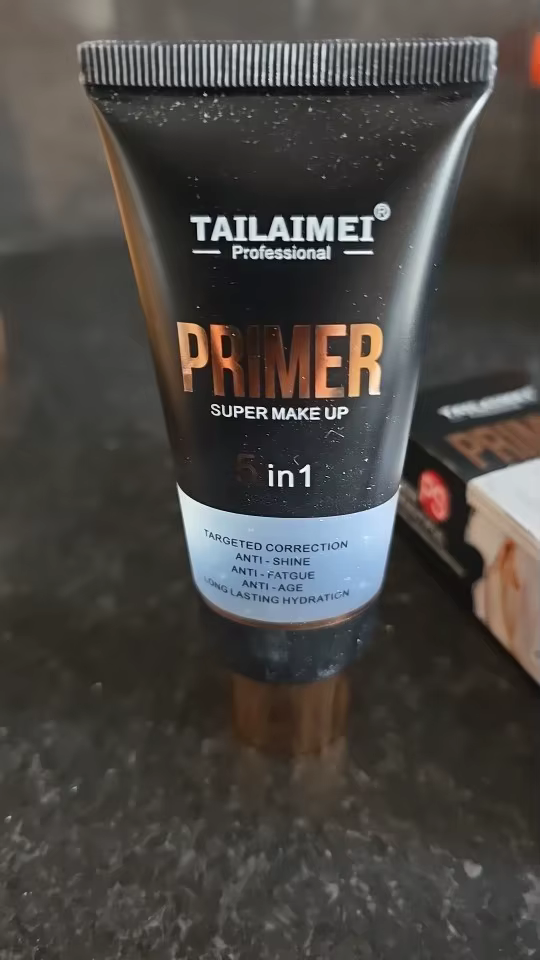 TAILAIMEI®
Professional
PRIMER
SUPER MAKE UP
5 in1
TARGETED CORRECTION
ANTI - SHINE
ANTI - FATGUE
ANTI - AGE
LONG LASTING HYDRATION
TAILAIMEI